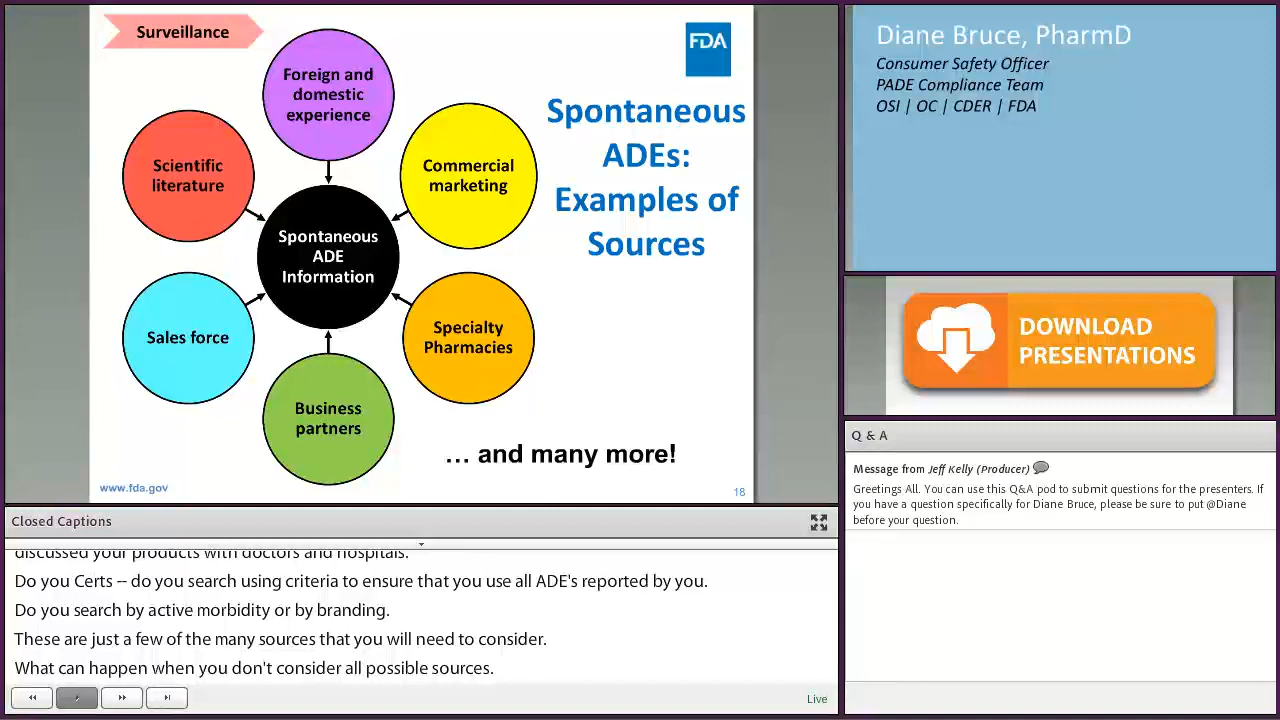 Surveillance
FDA
Spontaneous
ADEs:
Examples of
Sources
Foreign and
domestic
experience
Scientific
literature
Commercial
marketing
Spontaneous
ADE
Information
Sales force
Specialty
Pharmacies
Business
partners
… and many more!
www.fda.gov
18
Diane Bruce, PharmD
Consumer Safety Officer
PADE Compliance Team
OSI | OC | CDER | FDA
DOWNLOAD
PRESENTATIONS
Q & A
Message from Jeff Kelly (Producer)
Greetings All. You can use this Q&A pod to submit questions for the presenters. If
you have a question specifically for Diane Bruce, please be sure to put @Diane
before your question.
Closed Captions
discussed your products with doctors and hospitals.
Do you Certs -- do you search using criteria to ensure that you use all ADE's reported by you.
Do you search by active morbidity or by branding.
These are just a few of the many sources that you will need to consider.
What can happen when you don't consider all possible sources.
Live